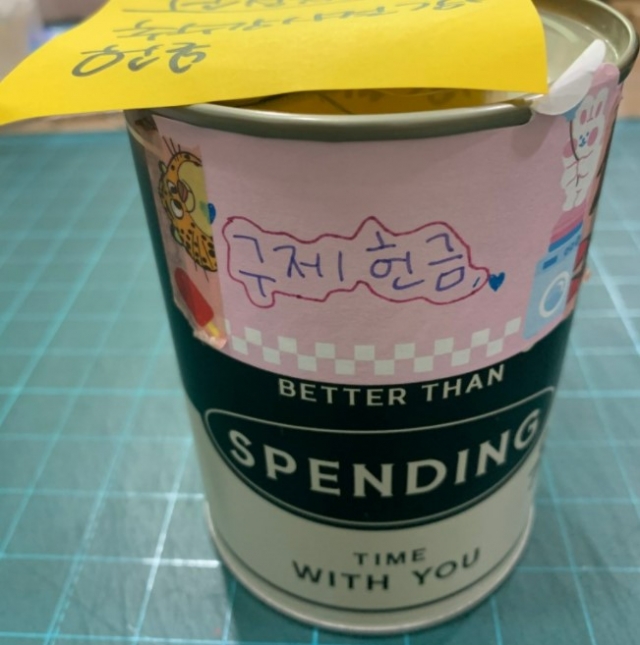 구제헌금
BETTER THAN
SPENDING
TIME
WITH YOU